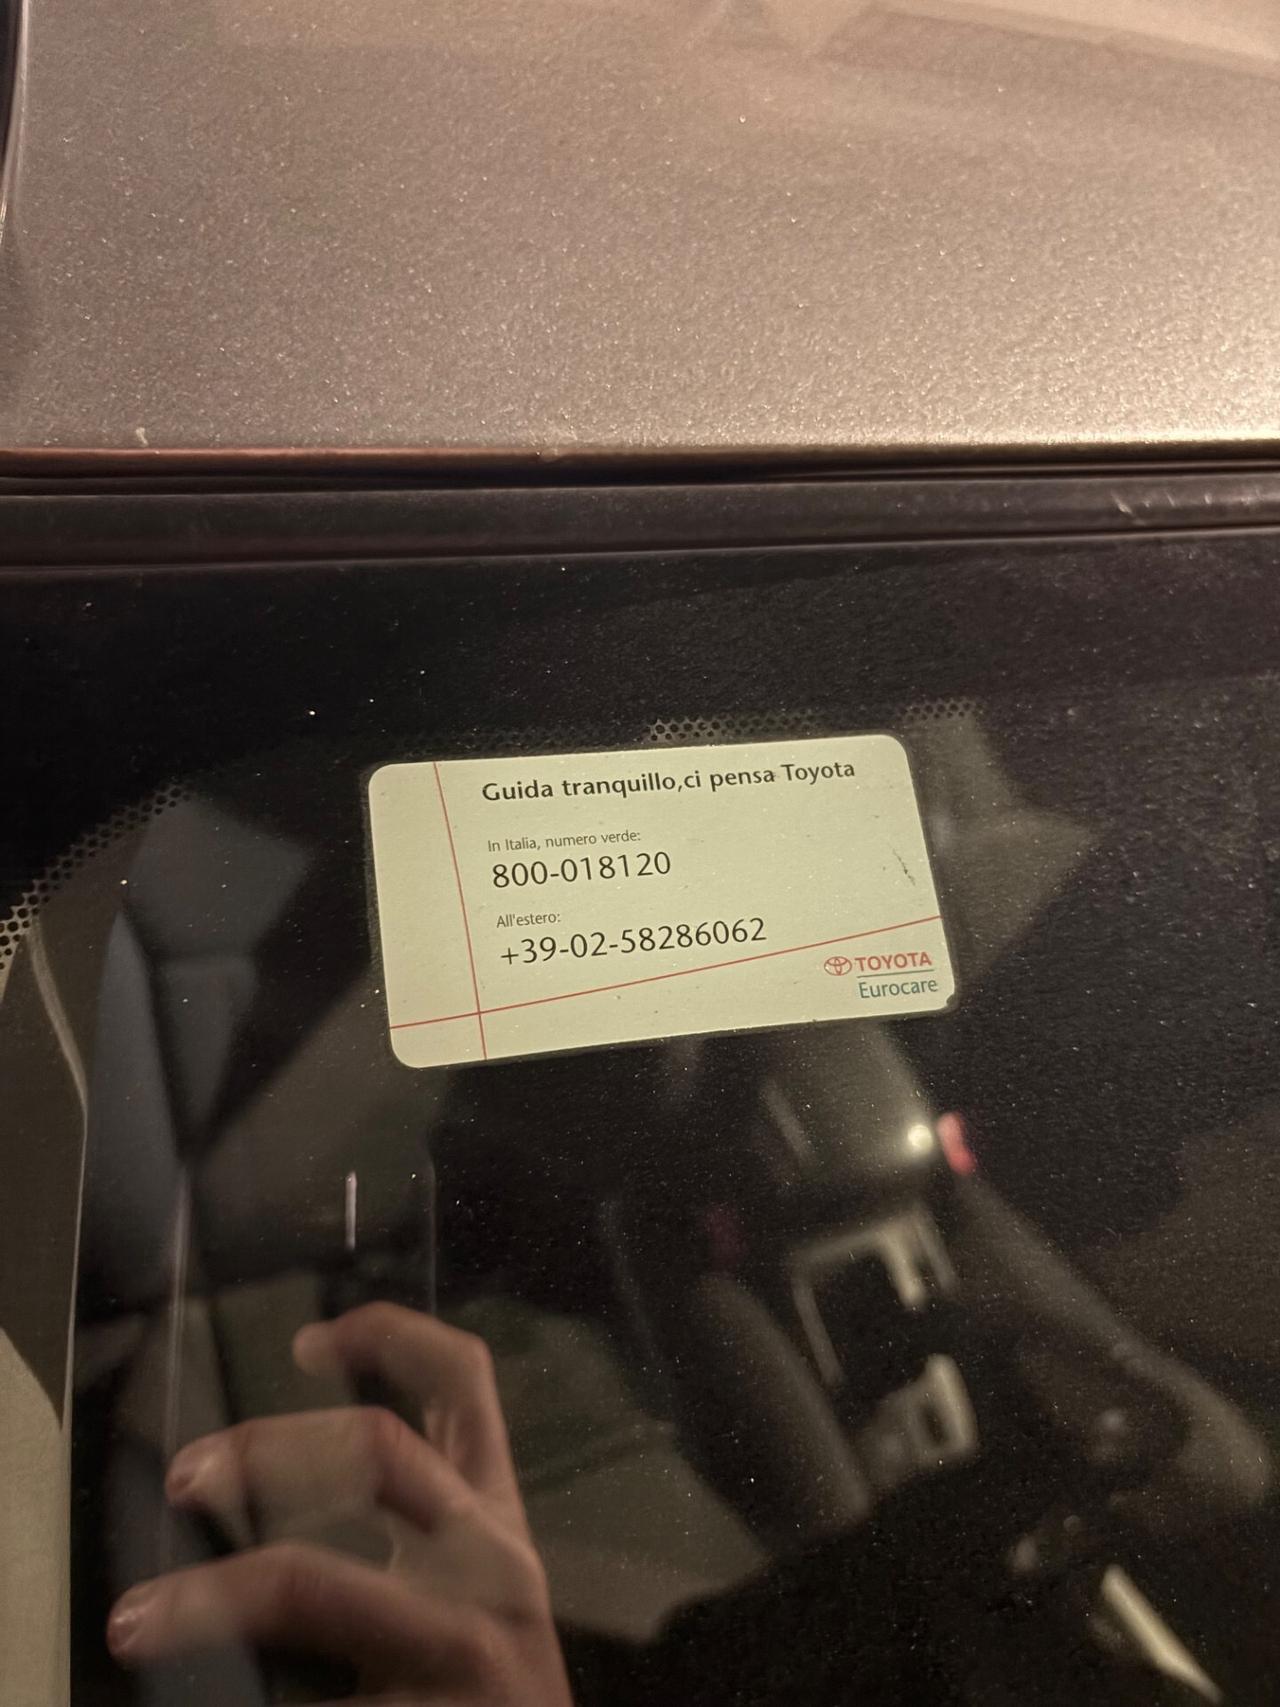 Guida tranquillo,ci pensa Toyota
In Italia, numero verde:
800-018120
All'estero:
+39-02-58286062
TOYOTA
Eurocare